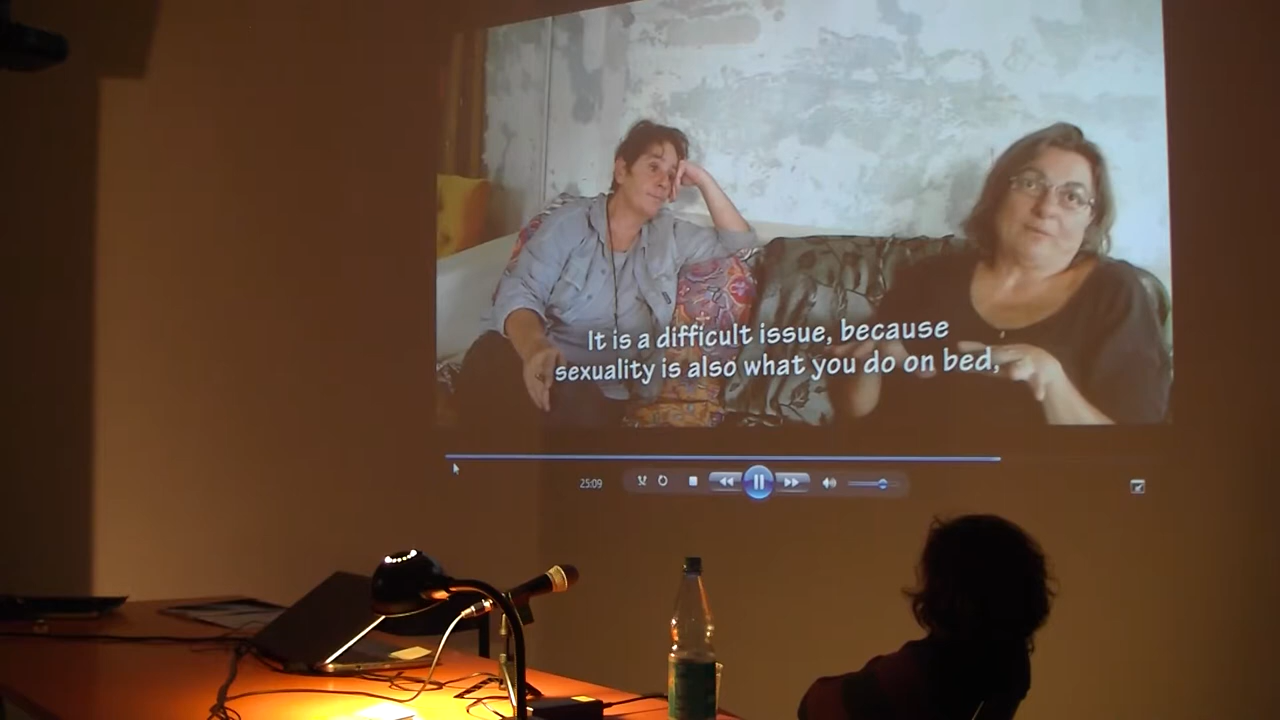 It is a difficult issue, because
sexuality is also what you do on bed,
25:09